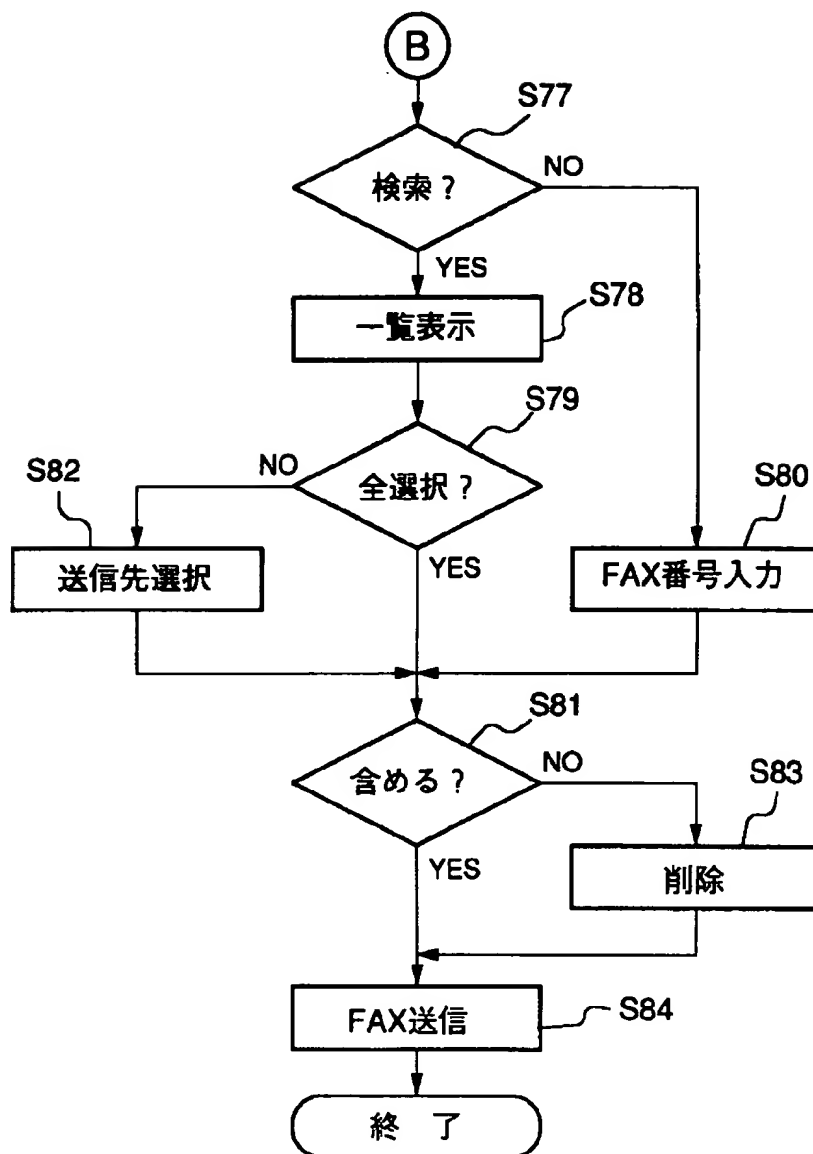 B
S77
検索?
NO
YES
S78
一覧表示
S79
全選択?
NO
YES
S82
送信先選択
S80
FAX番号入力
S81
含める?
NO
YES
S83
削除
FAX送信
S84
終 了